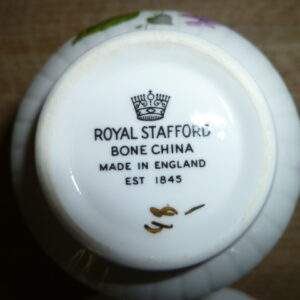 ROYAL STAFFORD
BONE CHINA
MADE IN ENGLAND
EST 1845